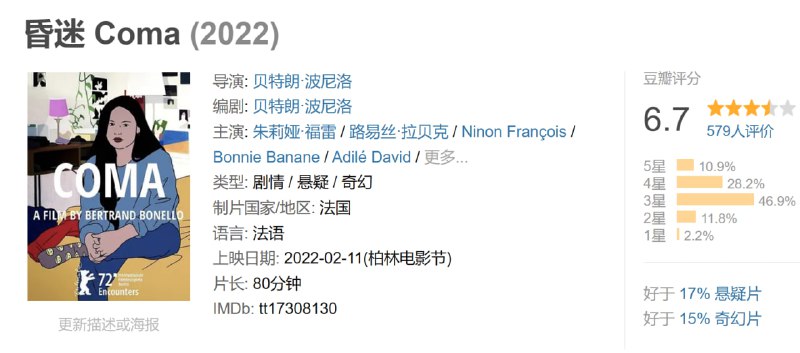 昏迷 Coma (2022)
COMA
A FILM BY BERTRAND BONELLO
72
Encounters
更新描述或海报
导演: 贝特朗·波尼洛
编剧: 贝特朗·波尼洛
主演: 朱莉娅·福雷 / 路易丝·拉贝克 / Ninon François /
Bonnie Banane / Adilé David / 更多...
类型: 剧情 / 悬疑 / 奇幻
制片国家/地区: 法国
语言: 法语
上映日期: 2022-02-11(柏林电影节)
片长: 80分钟
IMDb: tt17308130
豆瓣评分
6.7
579人评价
5星 10.9%
4星 28.2%
3星 46.9%
2星 11.8%
1星 2.2%
好于 17% 悬疑片
好于 15% 奇幻片